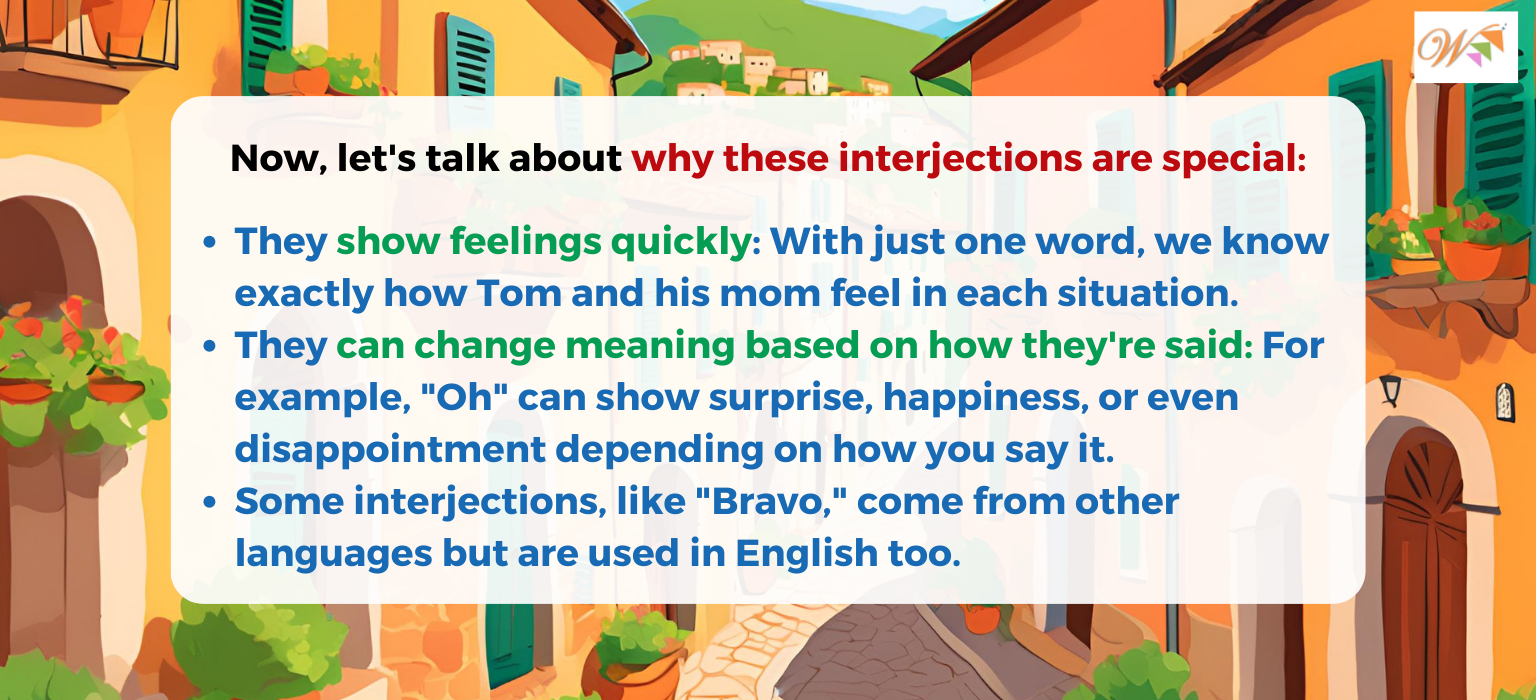 W
Now, let's talk about why these interjections are special:
• They show feelings quickly: With just one word, we know
exactly how Tom and his mom feel in each situation.
• They can change meaning based on how they're said: For
example, "Oh" can show surprise, happiness, or even
disappointment depending on how you say it.
• Some interjections, like "Bravo," come from other
languages but are used in English too.